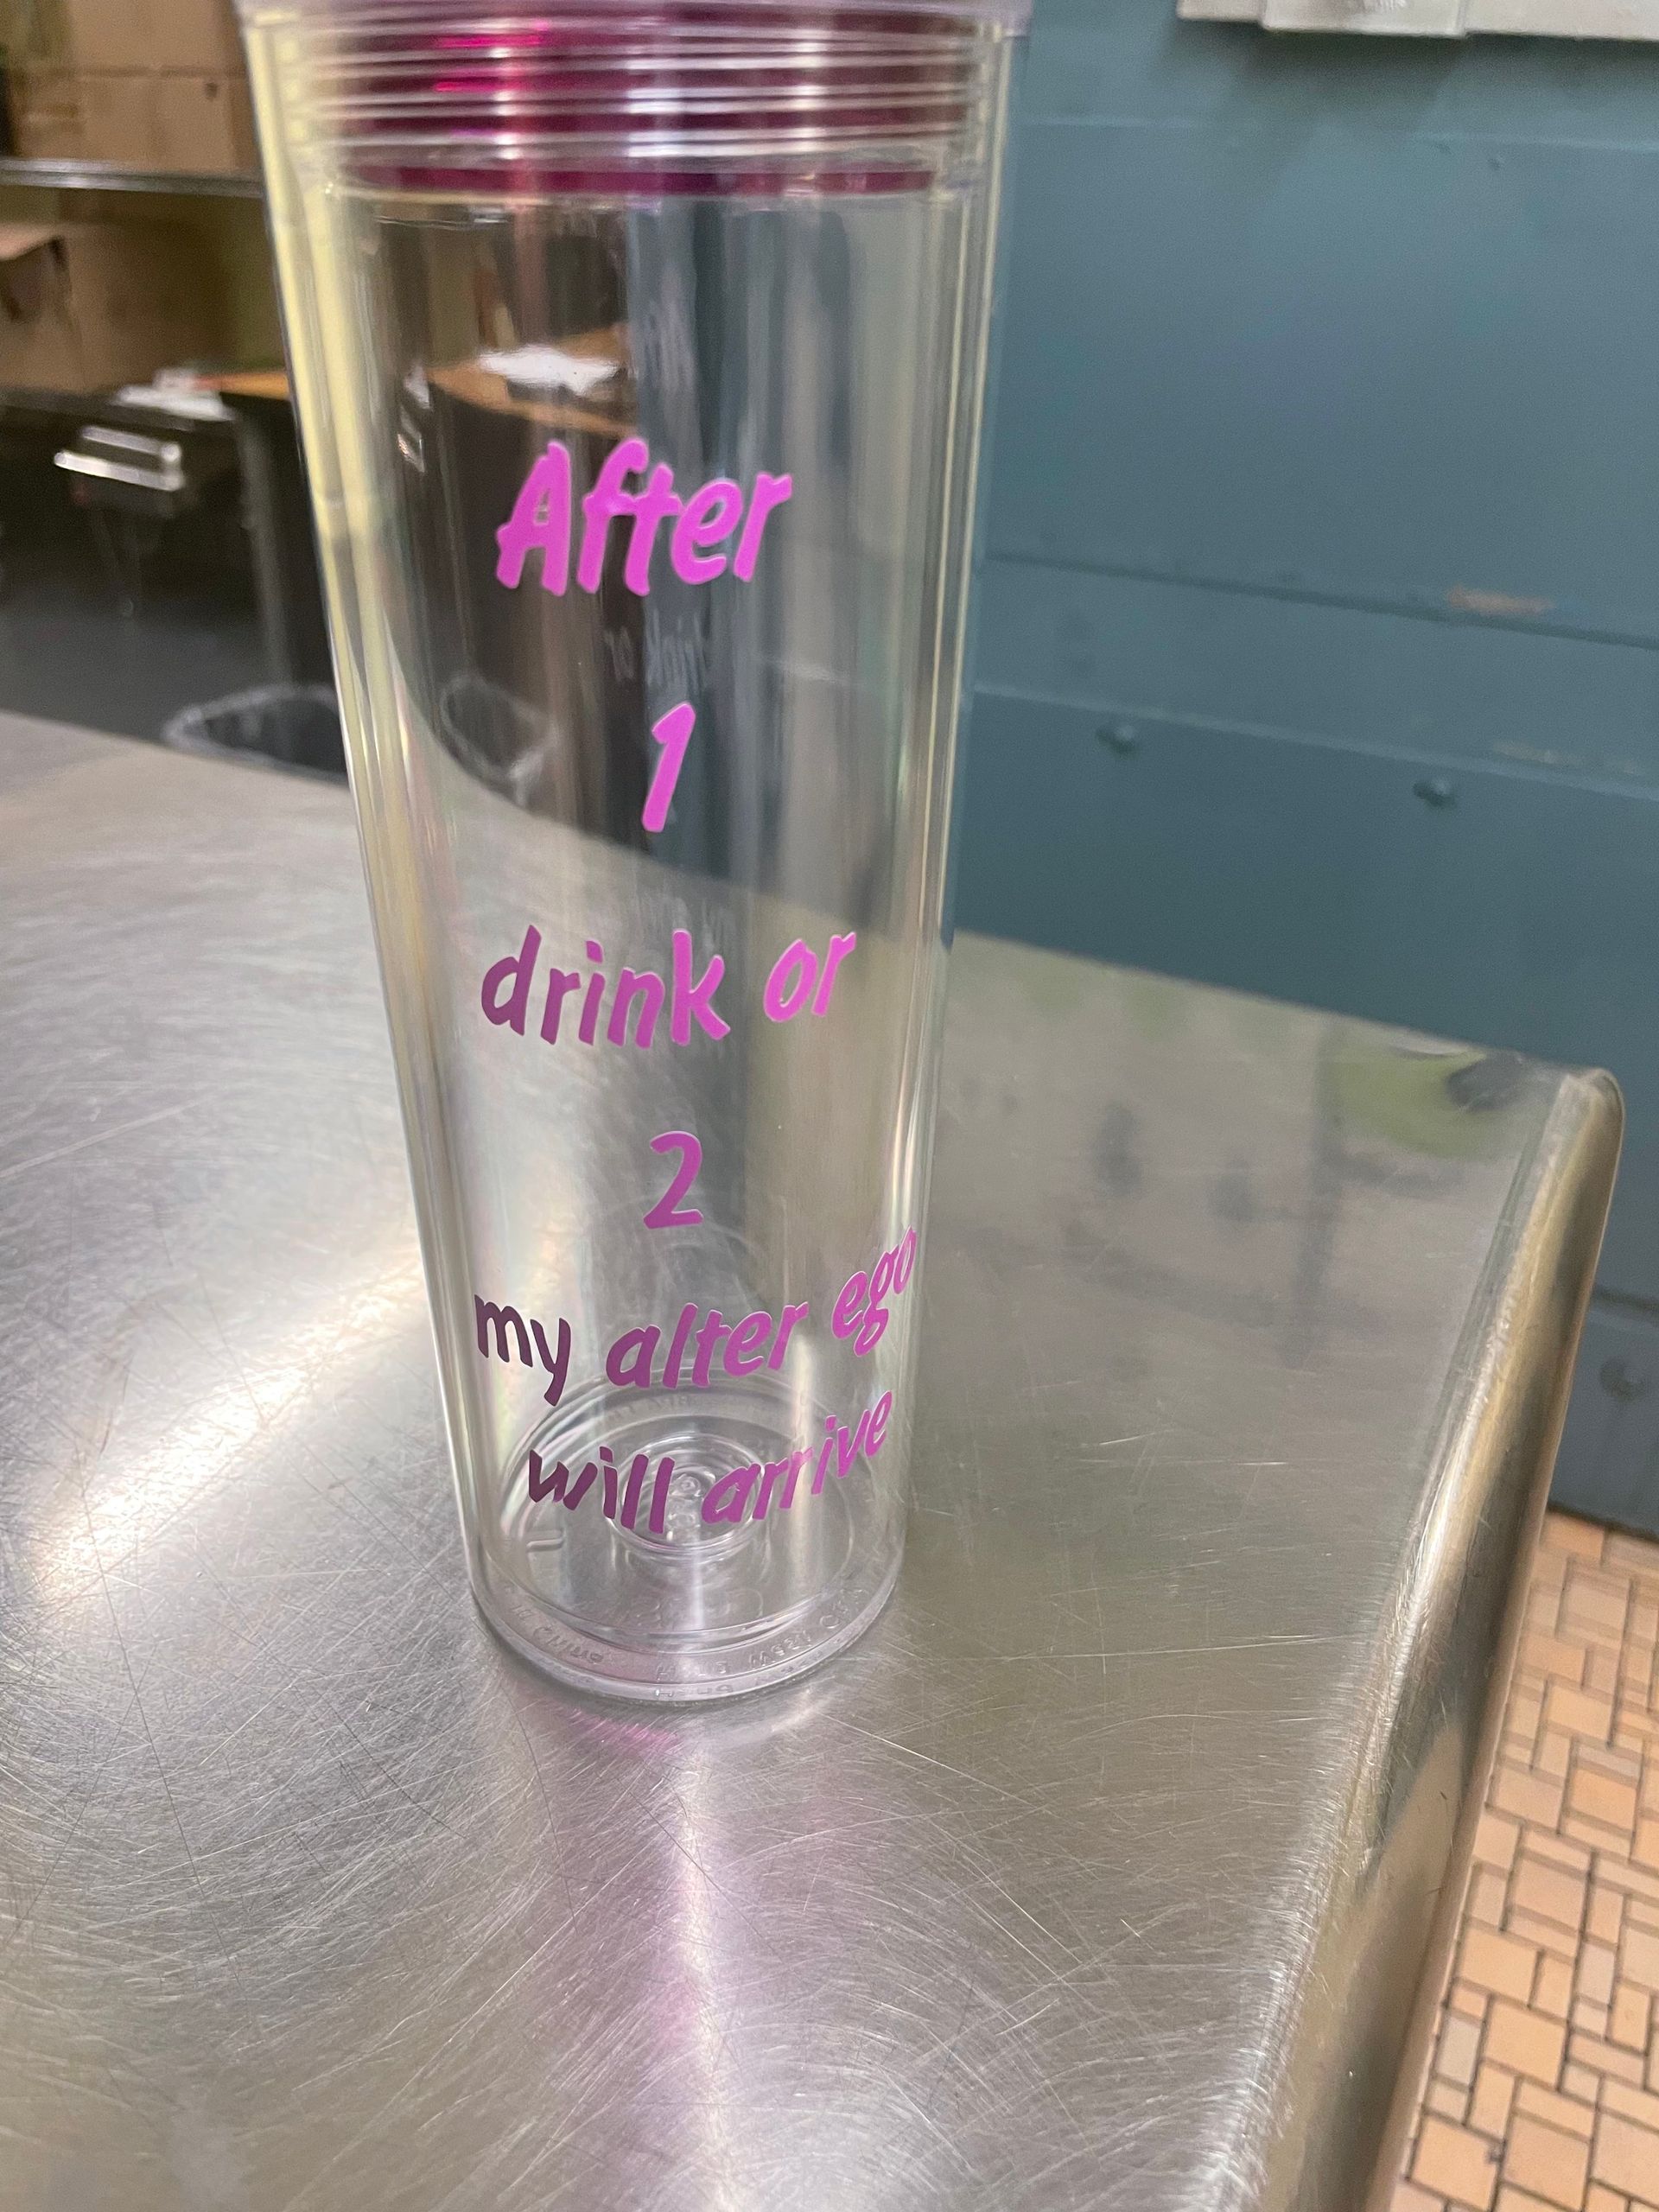 After
1
drink or
2
my alter ego
will arrive